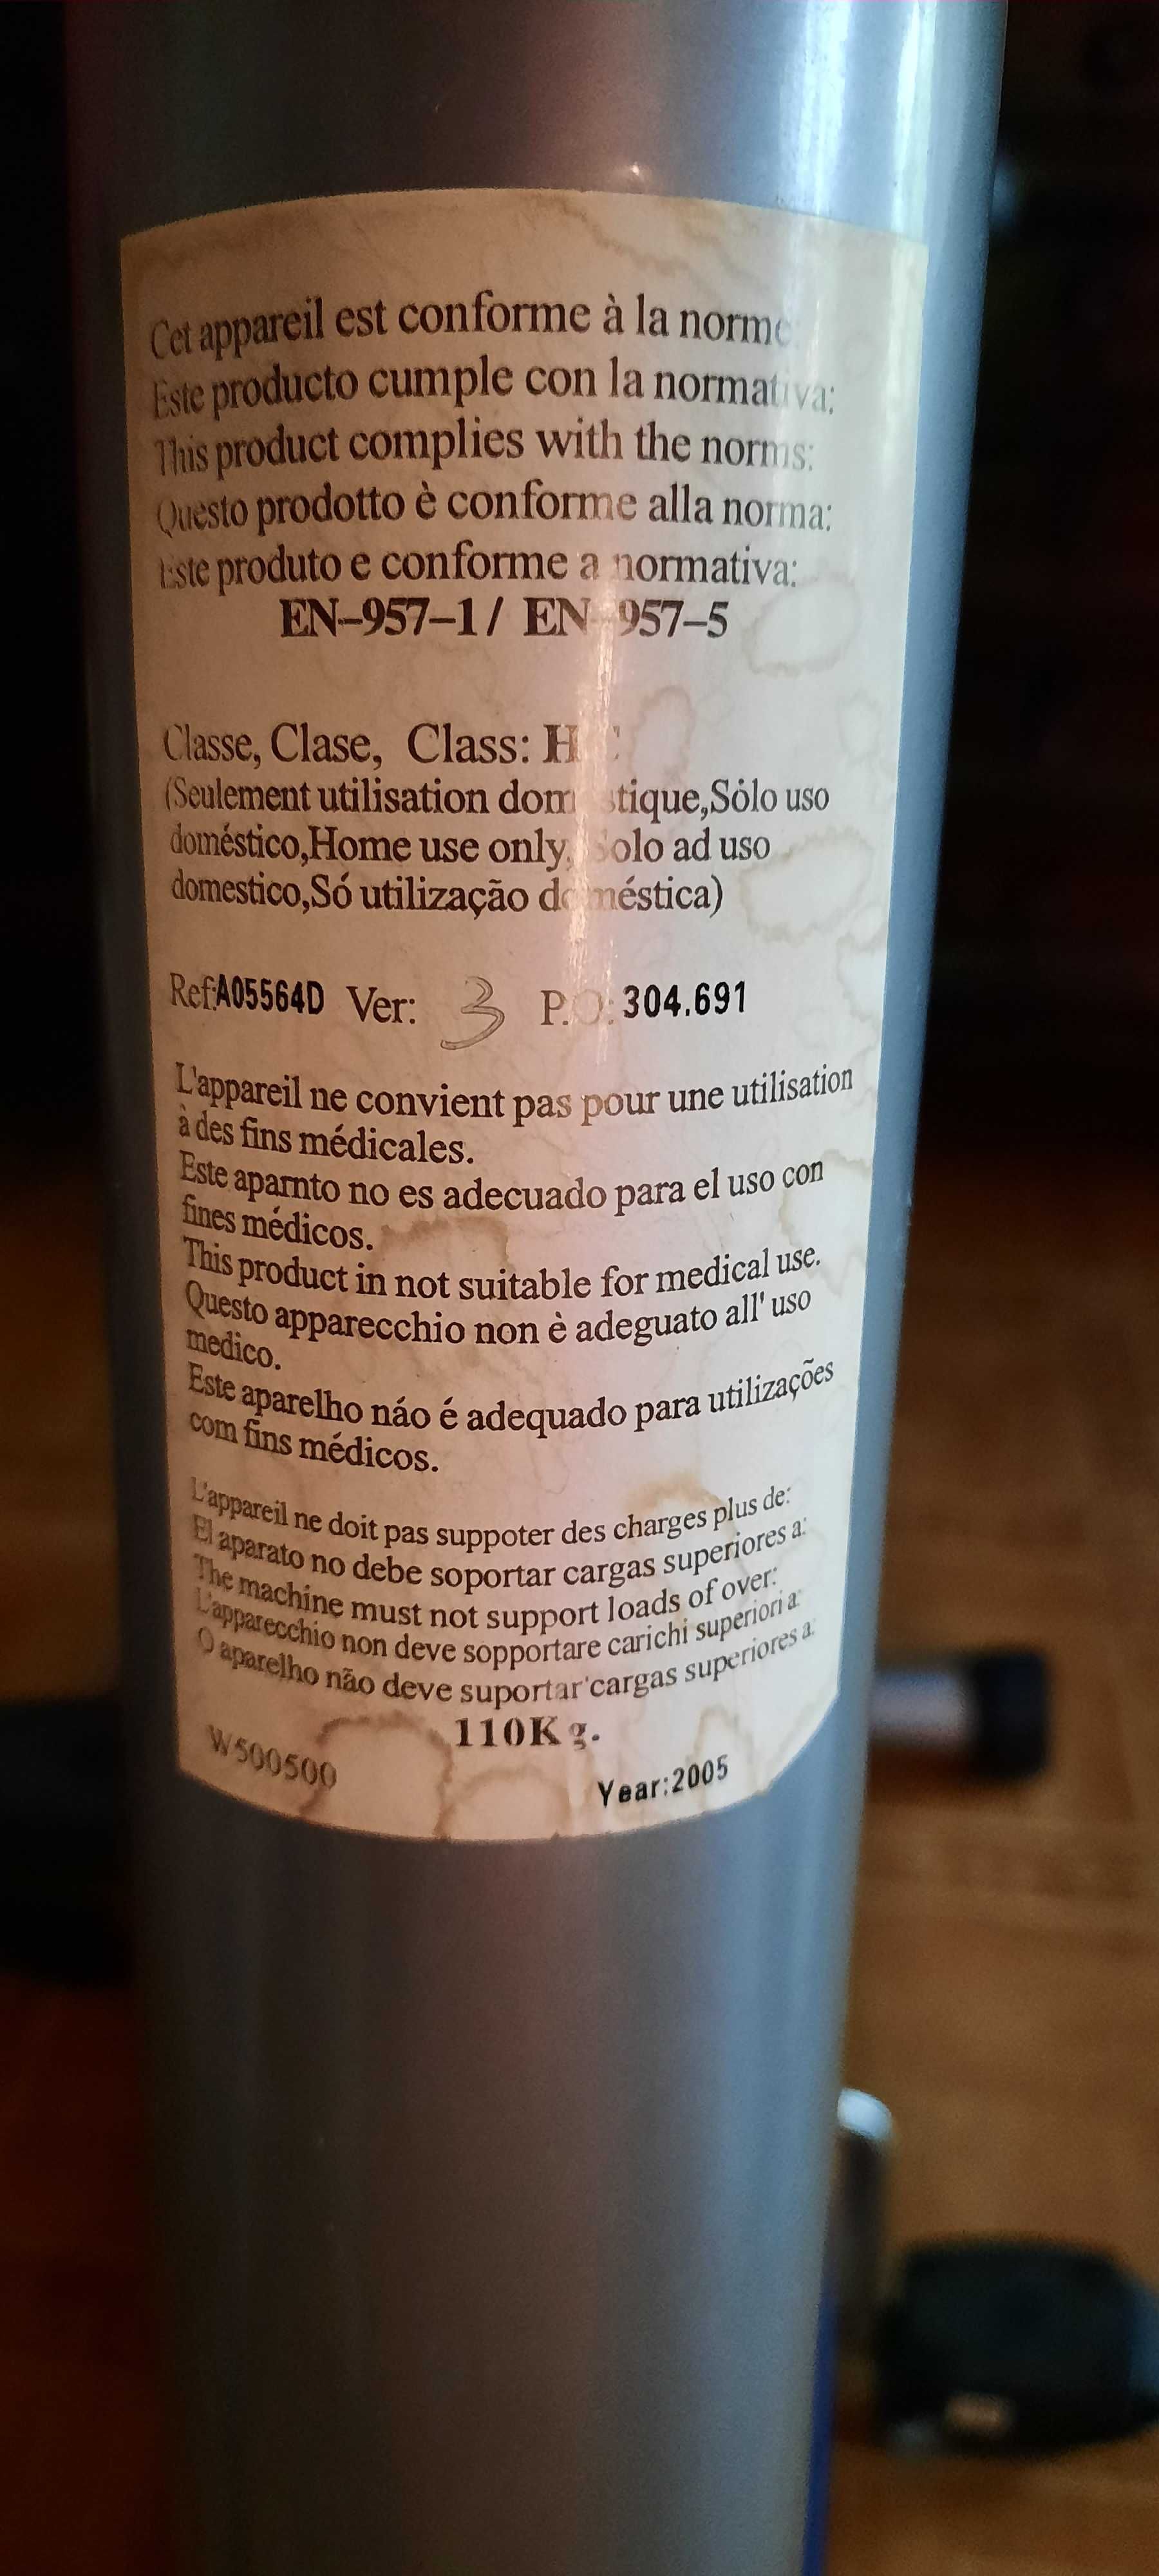 Cet appareil est conforme à la norme
Este producto cumple con la normativa:
This product complies with the norms:
Questo prodotto è conforme alla norma:
Este produto e conforme a normativa:
EN-957-1/ EN 957-5
Classe, Clase, Class: H
(Seulement utilisation domestique,Sólo uso
doméstico,Home use only, Solo ad uso
domestico,Só utilização doméstica)
Ref:A05564D Ver: 3 P.O: 304.691
L'appareil ne convient pas pour une utilisation
à des fins médicales.
Este aparnto no es adecuado para el uso con
fines médicos.
This product in not suitable for medical use.
Questo apparecchio non è adeguato all' uso
medico.
Este aparelho náo é adequado para utilizações
com fins médicos.
L'appareil ne doit pas suppoter des charges plus de:
El aparato no debe soportar cargas superiores a:
The machine must not support loads of over:
L'apparecchio non deve sopportare carichi superiori a:
O aparelho não deve suportar cargas superiores a:
110Kg.
W500500
Year:2005